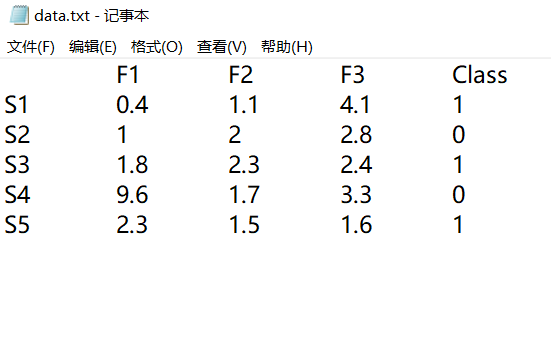 data.txt - 记事本
文件(F) 编辑(E) 格式(O) 查看(V) 帮助(H)
F1 F2 F3 Class
S1 0.4 1.1 4.1 1
S2 1 2 2.8 0
S3 1.8 2.3 2.4 1
S4 9.6 1.7 3.3 0
S5 2.3 1.5 1.6 1